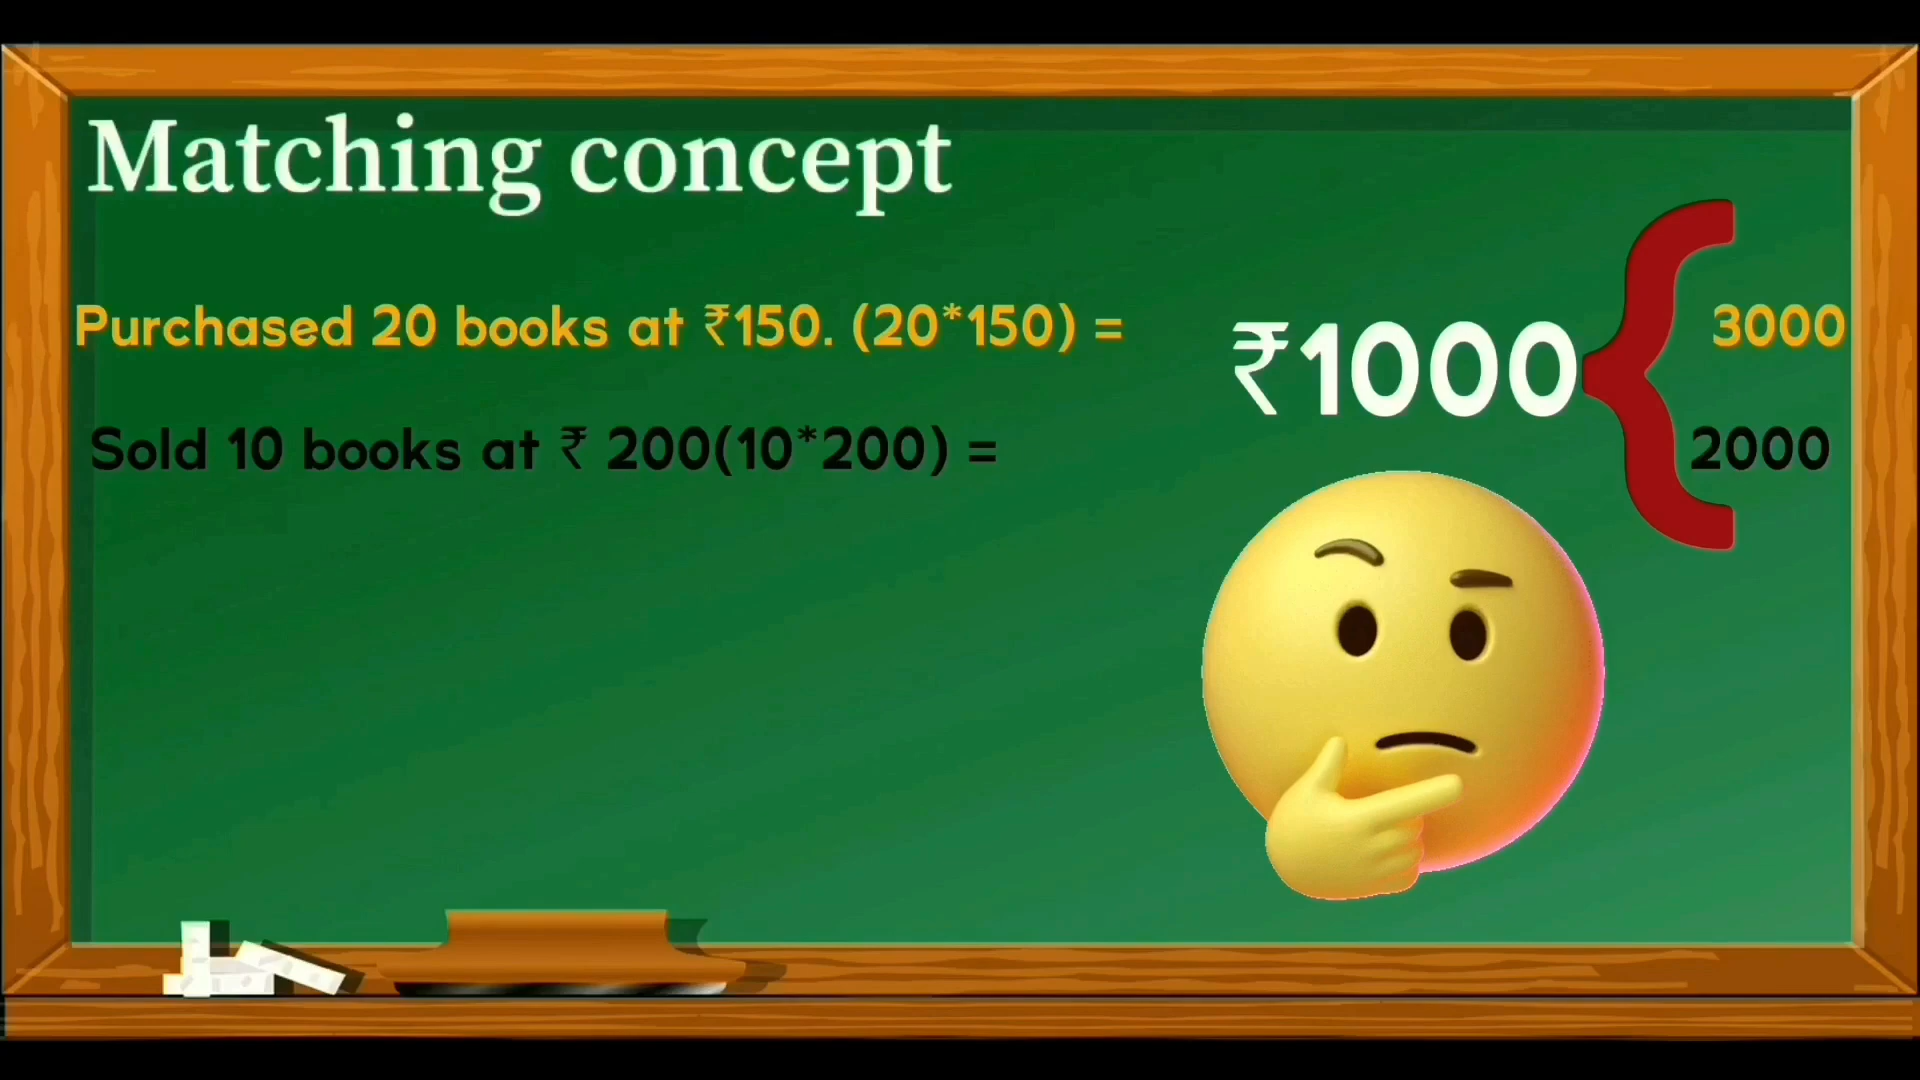 Matching concept
Purchased 20 books at ₹150. (20*150) =
₹1000
3000
Sold 10 books at ₹ 200(10*200) =
2000